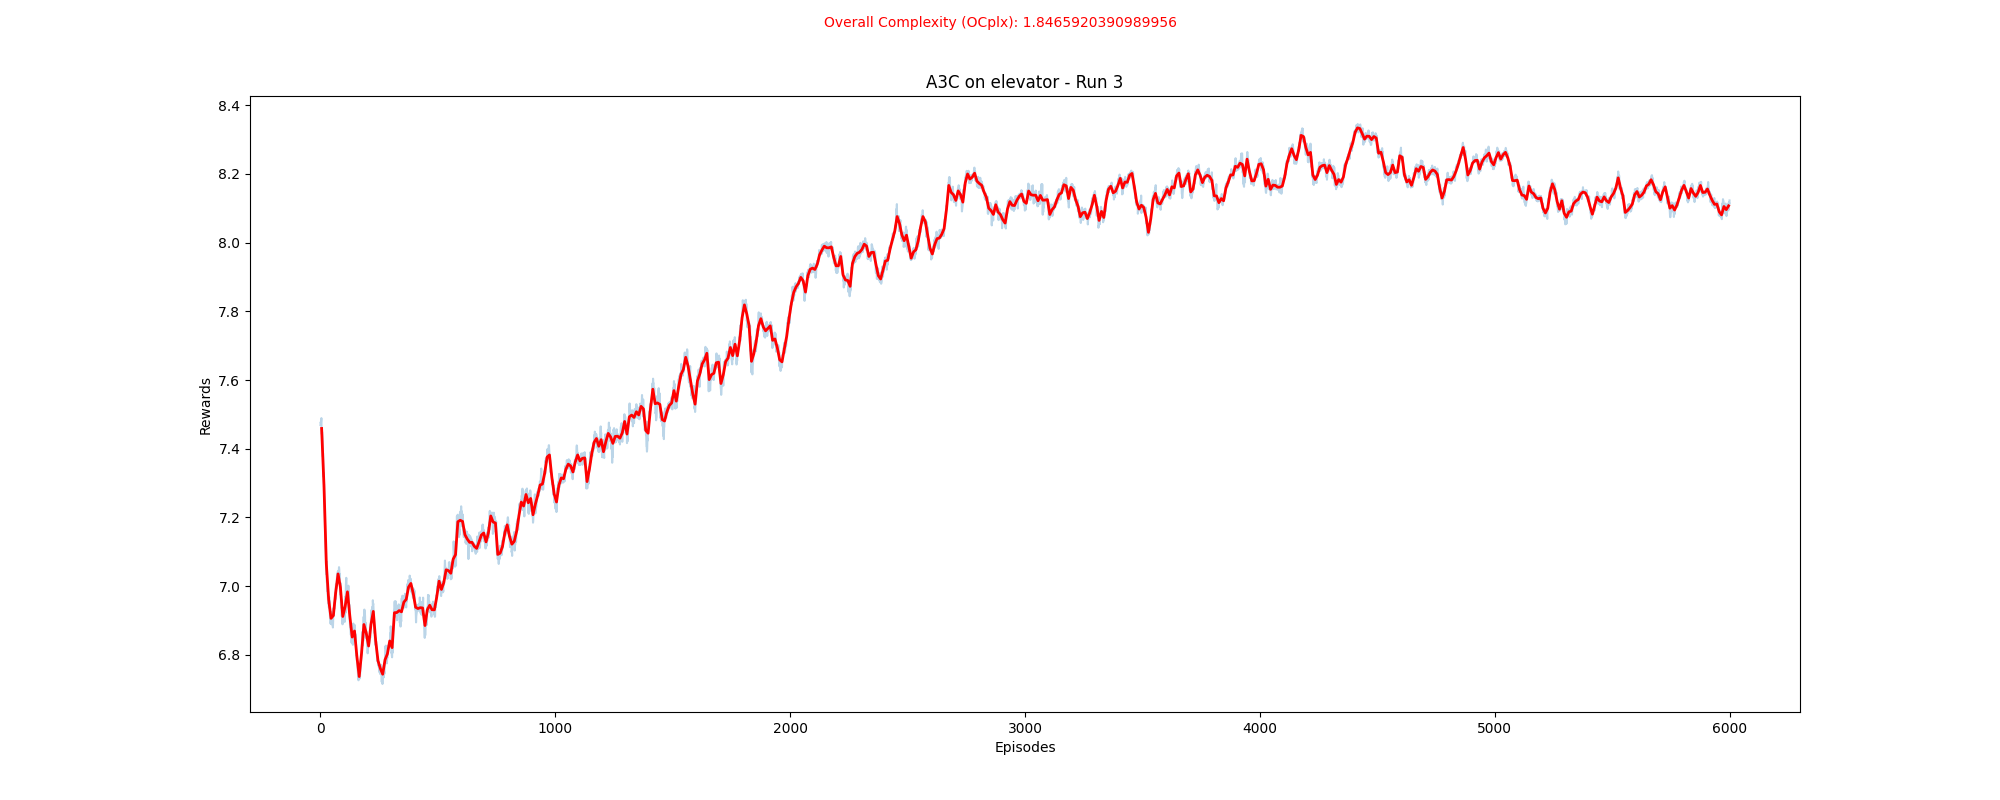 Overall Complexity (OCplx): 1.8465920390989956
A3C on elevator - Run 3
8.4
8.2
8.0
7.8
7.6
7.4
7.2
7.0
6.8
Rewards
0 1000 2000 3000 4000 5000 6000
Episodes